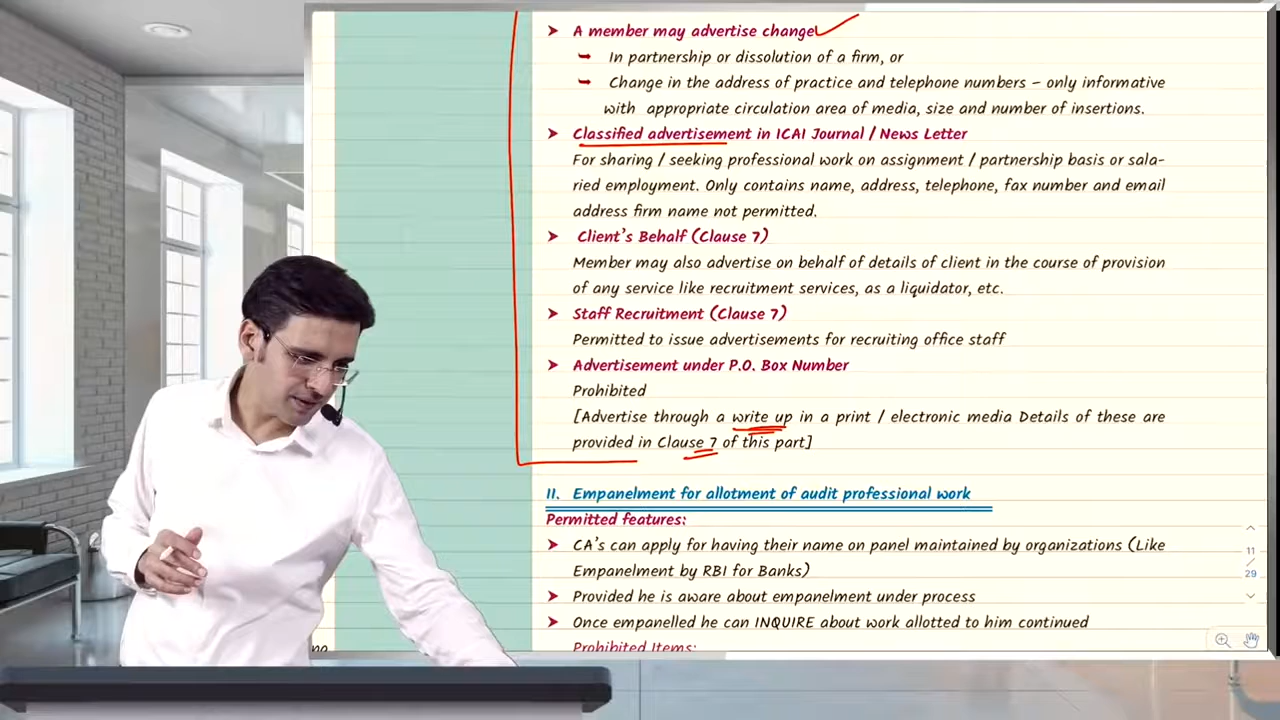 ➤ A member may advertise change
➥ In partnership or dissolution of a firm, or
➥ Change in the address of practice and telephone numbers – only informative
with appropriate circulation area of media, size and number of insertions.
➤ Classified advertisement in ICAI Journal / News Letter
For sharing / seeking professional work on assignment / partnership basis or sala-
ried employment. Only contains name, address, telephone, fax number and email
address firm name not permitted.
➤ Client's Behalf (Clause 7)
Member may also advertise on behalf of details of client in the course of provision
of any service like recruitment services, as a liquidator, etc.
➤ Staff Recruitment (Clause 7)
Permitted to issue advertisements for recruiting office staff
➤ Advertisement under P.O. Box Number
Prohibited
[Advertise through a write up in a print / electronic media Details of these are
provided in Clause 7 of this part]
II. Empanelment for allotment of audit professional work
Permitted features:
➤ CA's can apply for having their name on panel maintained by organizations (Like
Empanelment by RBI for Banks)
➤ Provided he is aware about empanelment under process
➤ Once empanelled he can INQUIRE about work allotted to him continued
Prohibited Items:
no
11
/
29